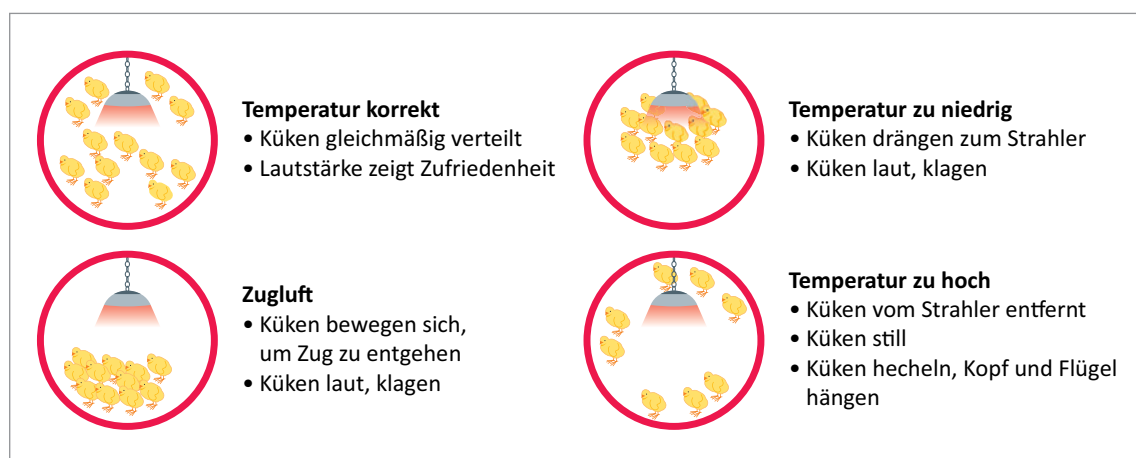 Temperatur korrekt
• Küken gleichmäßig verteilt
• Lautstärke zeigt Zufriedenheit
Temperatur zu niedrig
• Küken drängen zum Strahler
• Küken laut, klagen
Zugluft
• Küken bewegen sich,
um Zug zu entgehen
• Küken laut, klagen
Temperatur zu hoch
• Küken vom Strahler entfernt
• Küken still
• Küken hecheln, Kopf und Flügel
hängen